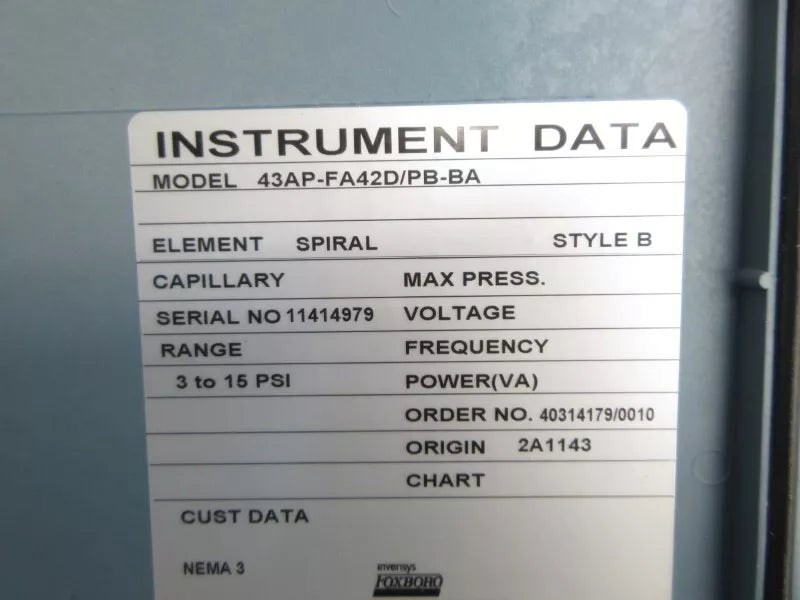 INSTRUMENT DATA
MODEL 43AP-FA42D/PB-BA
ELEMENT SPIRAL STYLE B
CAPILLARY MAX PRESS.
SERIAL NO 11414979 VOLTAGE
RANGE FREQUENCY
3 to 15 PSI POWER(VA)
ORDER NO. 40314179/0010
ORIGIN 2A1143
CHART
CUST DATA
NEMA 3 invensys
FOXBORO